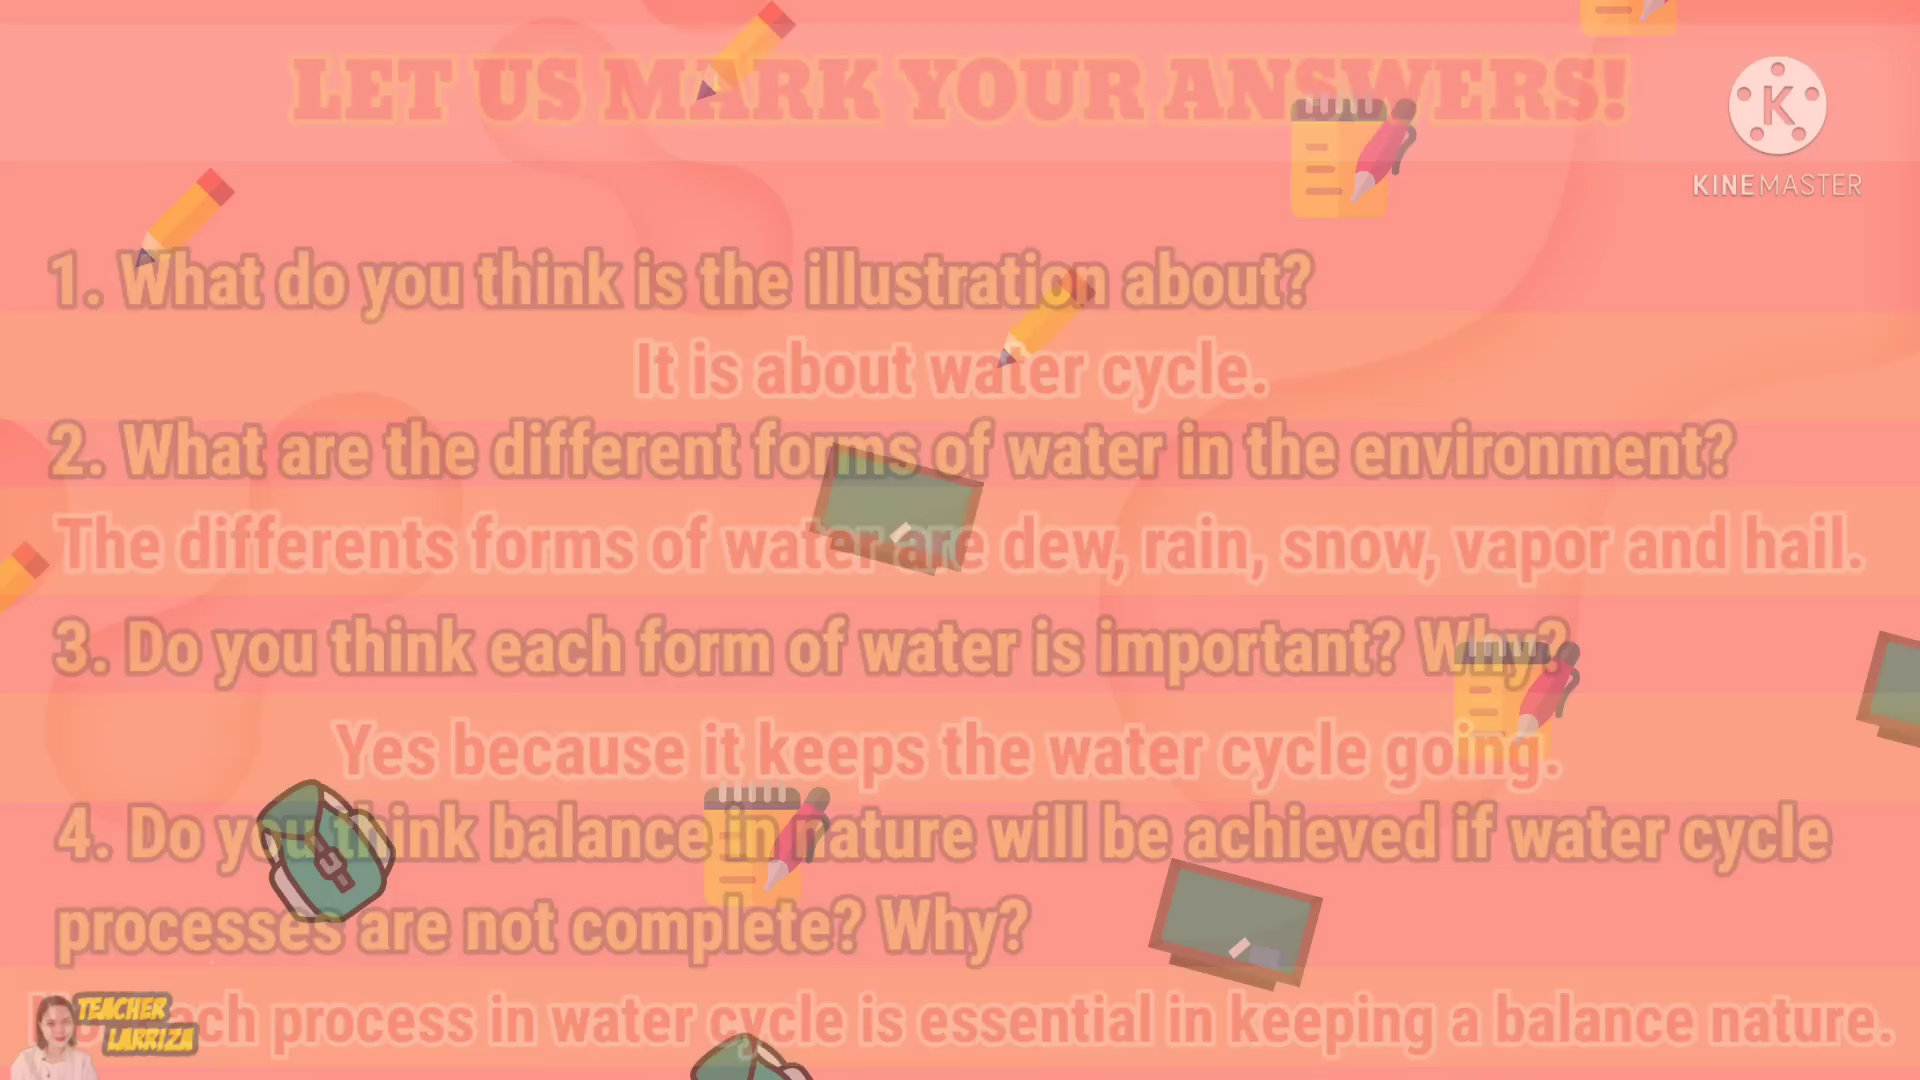 LET US MARK YOUR ANSWERS!
KINEMASTER
1. What do you think is the illustration about?
It is about water cycle.
2. What are the different forms of water in the environment?
The differents forms of water are dew, rain, snow, vapor and hail.
3. Do you think each form of water is important? Why?
Yes because it keeps the water cycle going.
4. Do you think balance in nature will be achieved if water cycle
processes are not complete? Why?
process in water cycle is essential in keeping a balance nature.
TEACHER
LARRIZA